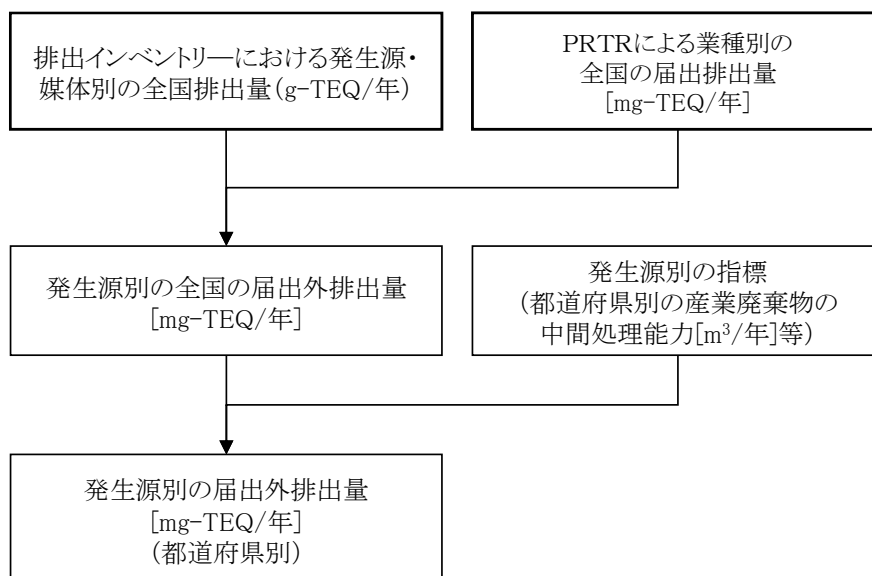 排出インベントリーにおける発生源・
媒体別の全国排出量(g-TEQ/年)
PRTRによる業種別の
全国の届出排出量
[mg-TEQ/年]
発生源別の全国の届出外排出量
[mg-TEQ/年]
発生源別の指標
(都道府県別の産業廃棄物の
中間処理能力[m³/年]等)
発生源別の届出外排出量
[mg-TEQ/年]
(都道府県別)